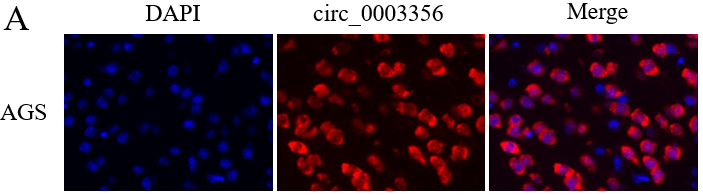 A
DAPI
circ_0003356
Merge
AGS